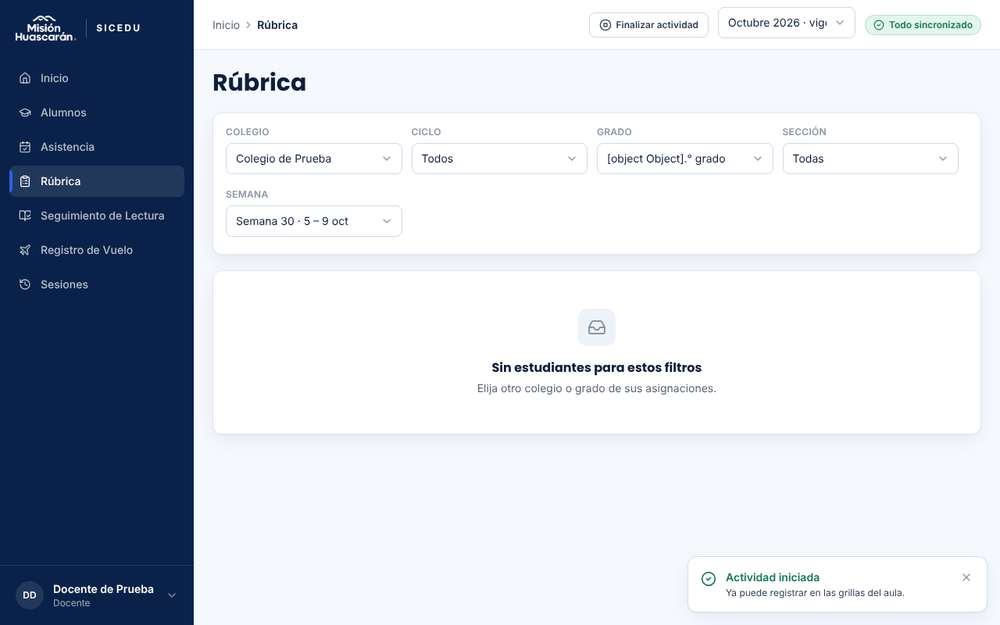 Misión
Huascarán.
SICEDU
Inicio
Alumnos
Asistencia
Rúbrica
Seguimiento de Lectura
Registro de Vuelo
Sesiones
DD
Docente de Prueba
Docente
Inicio > Rúbrica
Finalizar actividad
Octubre 2026 · vig
Todo sincronizado
Rúbrica
COLEGIO
CICLO
GRADO
SECCIÓN
Colegio de Prueba
Todos
[object Object].° grado
Todas
SEMANA
Semana 30 · 5 – 9 oct
Sin estudiantes para estos filtros
Elija otro colegio o grado de sus asignaciones.
Actividad iniciada
Ya puede registrar en las grillas del aula.